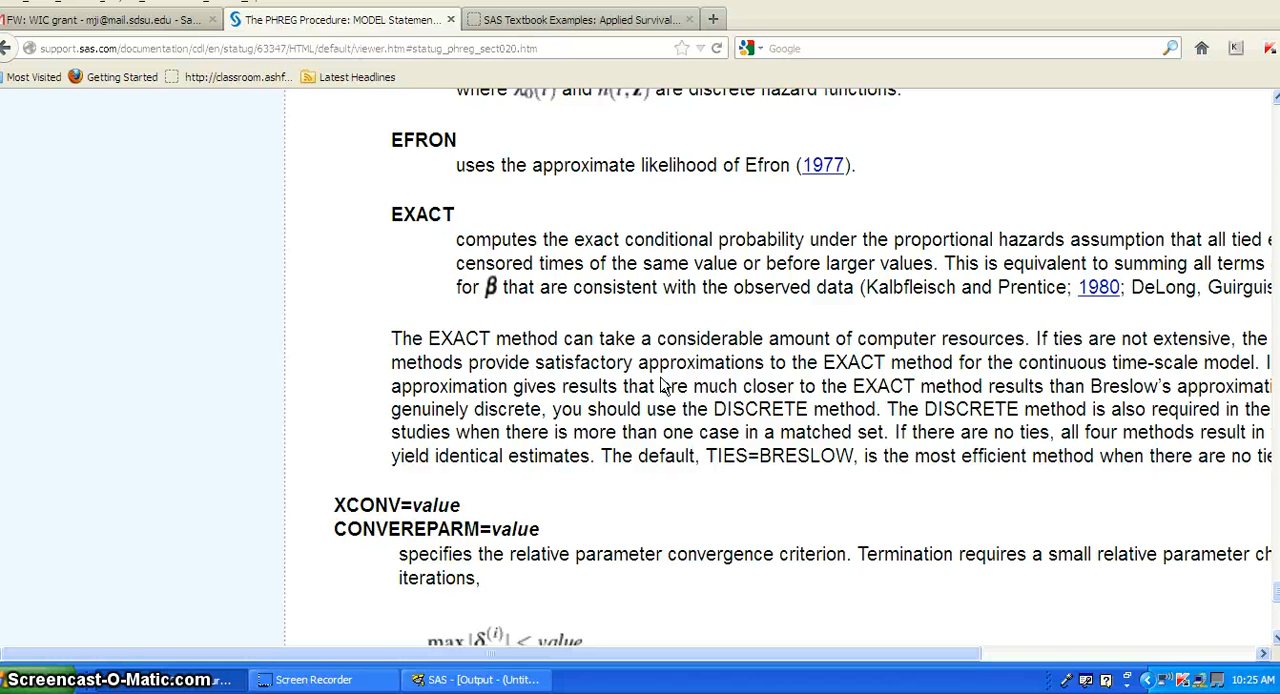 FW: WIC grant - mji@mail.sdsu.edu - Sa...
The PHREG Procedure: MODEL Statemen...
SAS Textbook Examples: Applied Survival...
support.sas.com/documentation/cdl/en/statug/63347/HTML/default/viewer.htm#statug_phreg_sect020.htm
Google
Most Visited
Getting Started
http://classroom.ashf...
Latest Headlines
where and are discrete hazard functions.
EFRON
uses the approximate likelihood of Efron (1977).
EXACT
computes the exact conditional probability under the proportional hazards assumption that all tied e
censored times of the same value or before larger values. This is equivalent to summing all terms
for β that are consistent with the observed data (Kalbfleisch and Prentice; 1980; DeLong, Guirguis
The EXACT method can take a considerable amount of computer resources. If ties are not extensive, the
methods provide satisfactory approximations to the EXACT method for the continuous time-scale model. I
approximation gives results that are much closer to the EXACT method results than Breslow's approximati
genuinely discrete, you should use the DISCRETE method. The DISCRETE method is also required in the
studies when there is more than one case in a matched set. If there are no ties, all four methods result in
yield identical estimates. The default, TIES=BRESLOW, is the most efficient method when there are no tie
XCONV=value
CONVEREPARM=value
specifies the relative parameter convergence criterion. Termination requires a small relative parameter ch
iterations,
max |δ(i)| < value
Screencast-O-Matic.com
Screen Recorder
SAS - [Output - (Untit...
10:25 AM